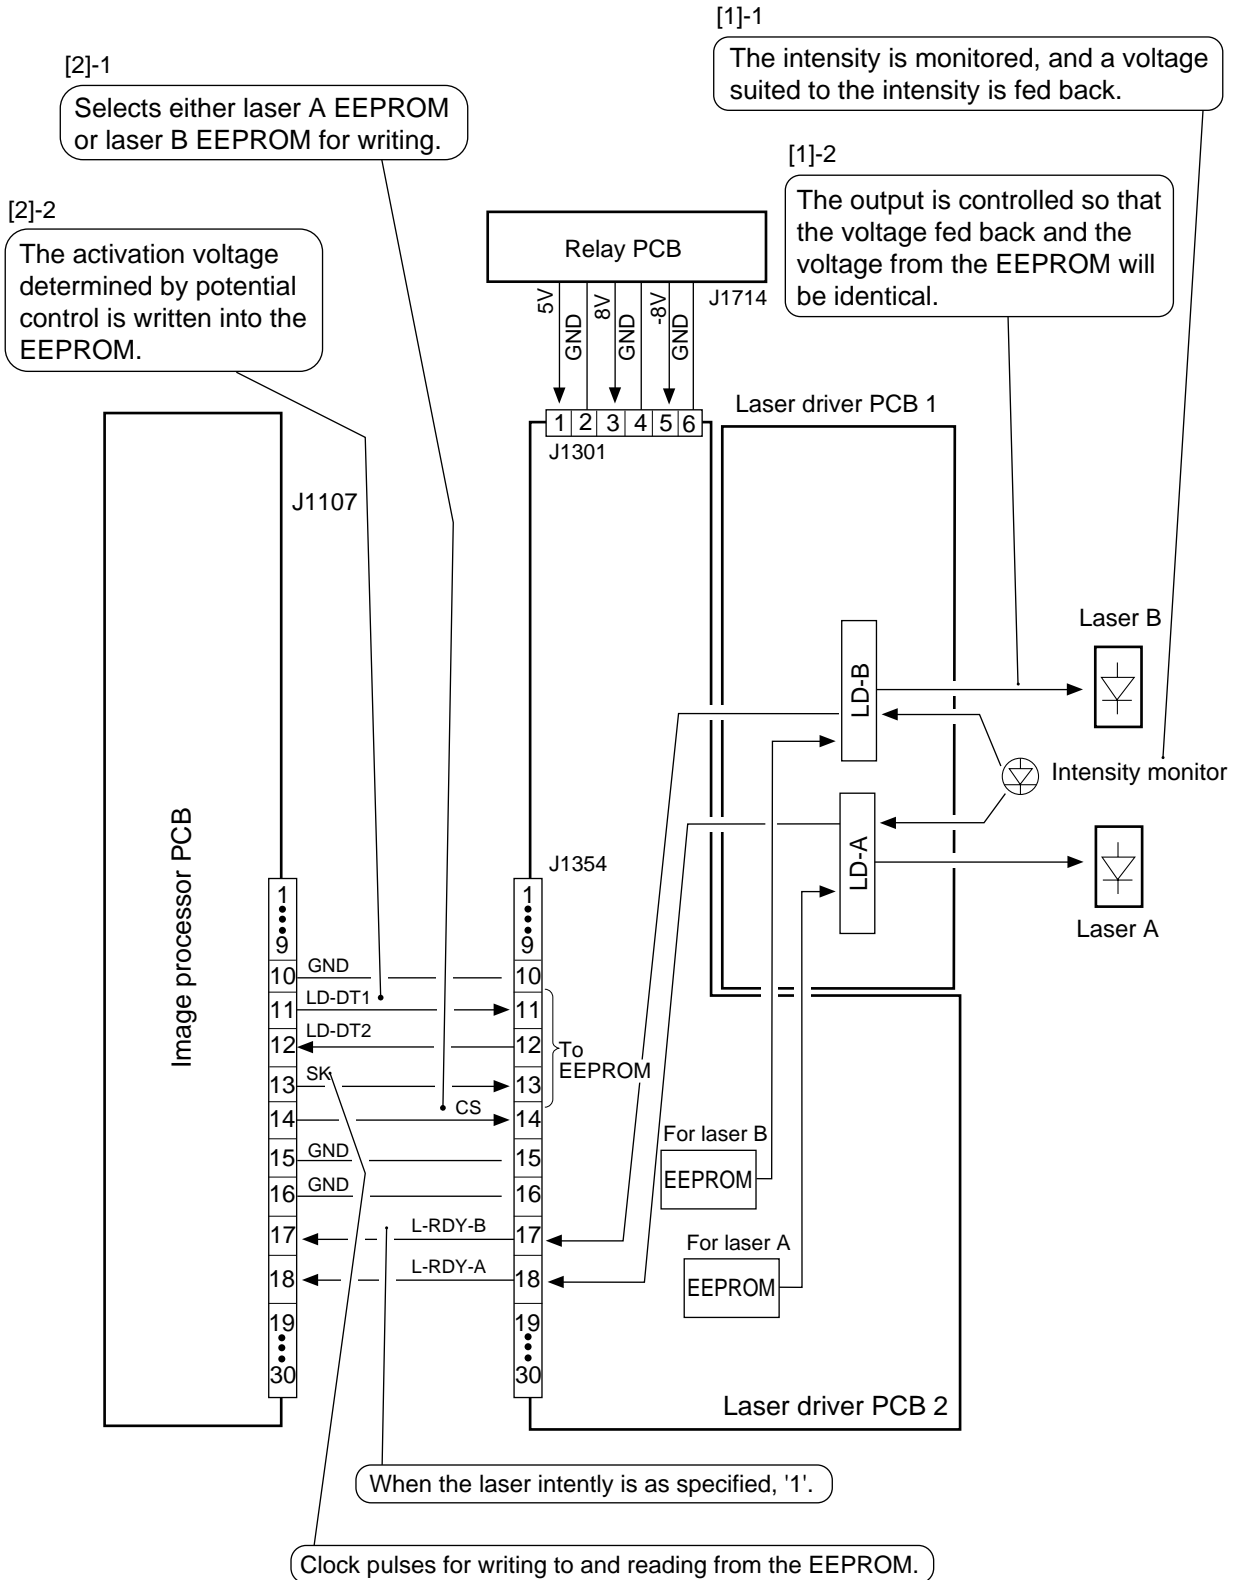 [1]-1
The intensity is monitored, and a voltage
suited to the intensity is fed back.
[2]-1
Selects either laser A EEPROM
or laser B EEPROM for writing.
[1]-2
The output is controlled so that
the voltage fed back and the
voltage from the EEPROM will
be identical.
[2]-2
The activation voltage
determined by potential
control is written into the
EEPROM.
Relay PCB
J1714
5V
GND
8V
GND
-8V
GND
1 2 3 4 5 6
J1301
Laser driver PCB 1
J1107
Laser B
LD-B
Intensity monitor
LD-A
Laser A
Image processor PCB
J1354
1
9
10
11
12
13
14
15
16
17
18
19
30
GND
LD-DT1
LD-DT2
SK
CS
GND
GND
L-RDY-B
L-RDY-A
1
9
10
11
12
13
14
15
16
17
18
19
30
To
EEPROM
For laser B
EEPROM
For laser A
EEPROM
Laser driver PCB 2
When the laser intently is as specified, '1'.
Clock pulses for writing to and reading from the EEPROM.